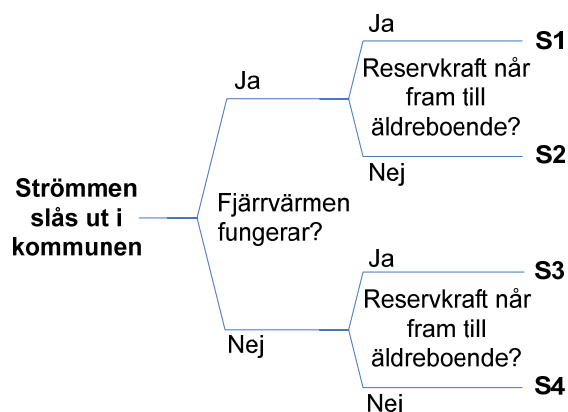 Strömmen
slås ut i
kommunen
Ja
Fjärrvärmen
fungerar?
Nej
Ja
Reservkraft når
fram till
äldreboende?
Nej
S1
S2
Ja
Reservkraft når
fram till
äldreboende?
Nej
S3
S4